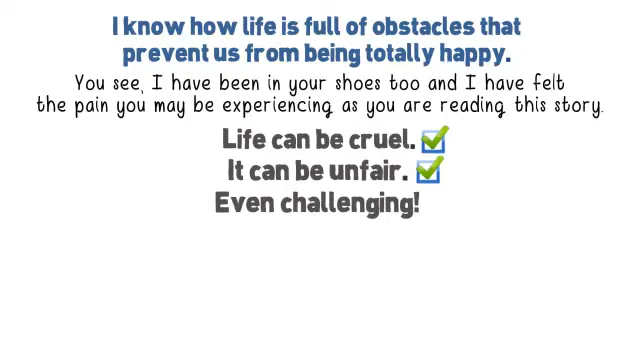 I know how life is full of obstacles that
prevent us from being totally happy.
You see, I have been in your shoes too and I have felt
the pain you may be experiencing as you are reading this story.
Life can be cruel.
It can be unfair.
Even challenging!